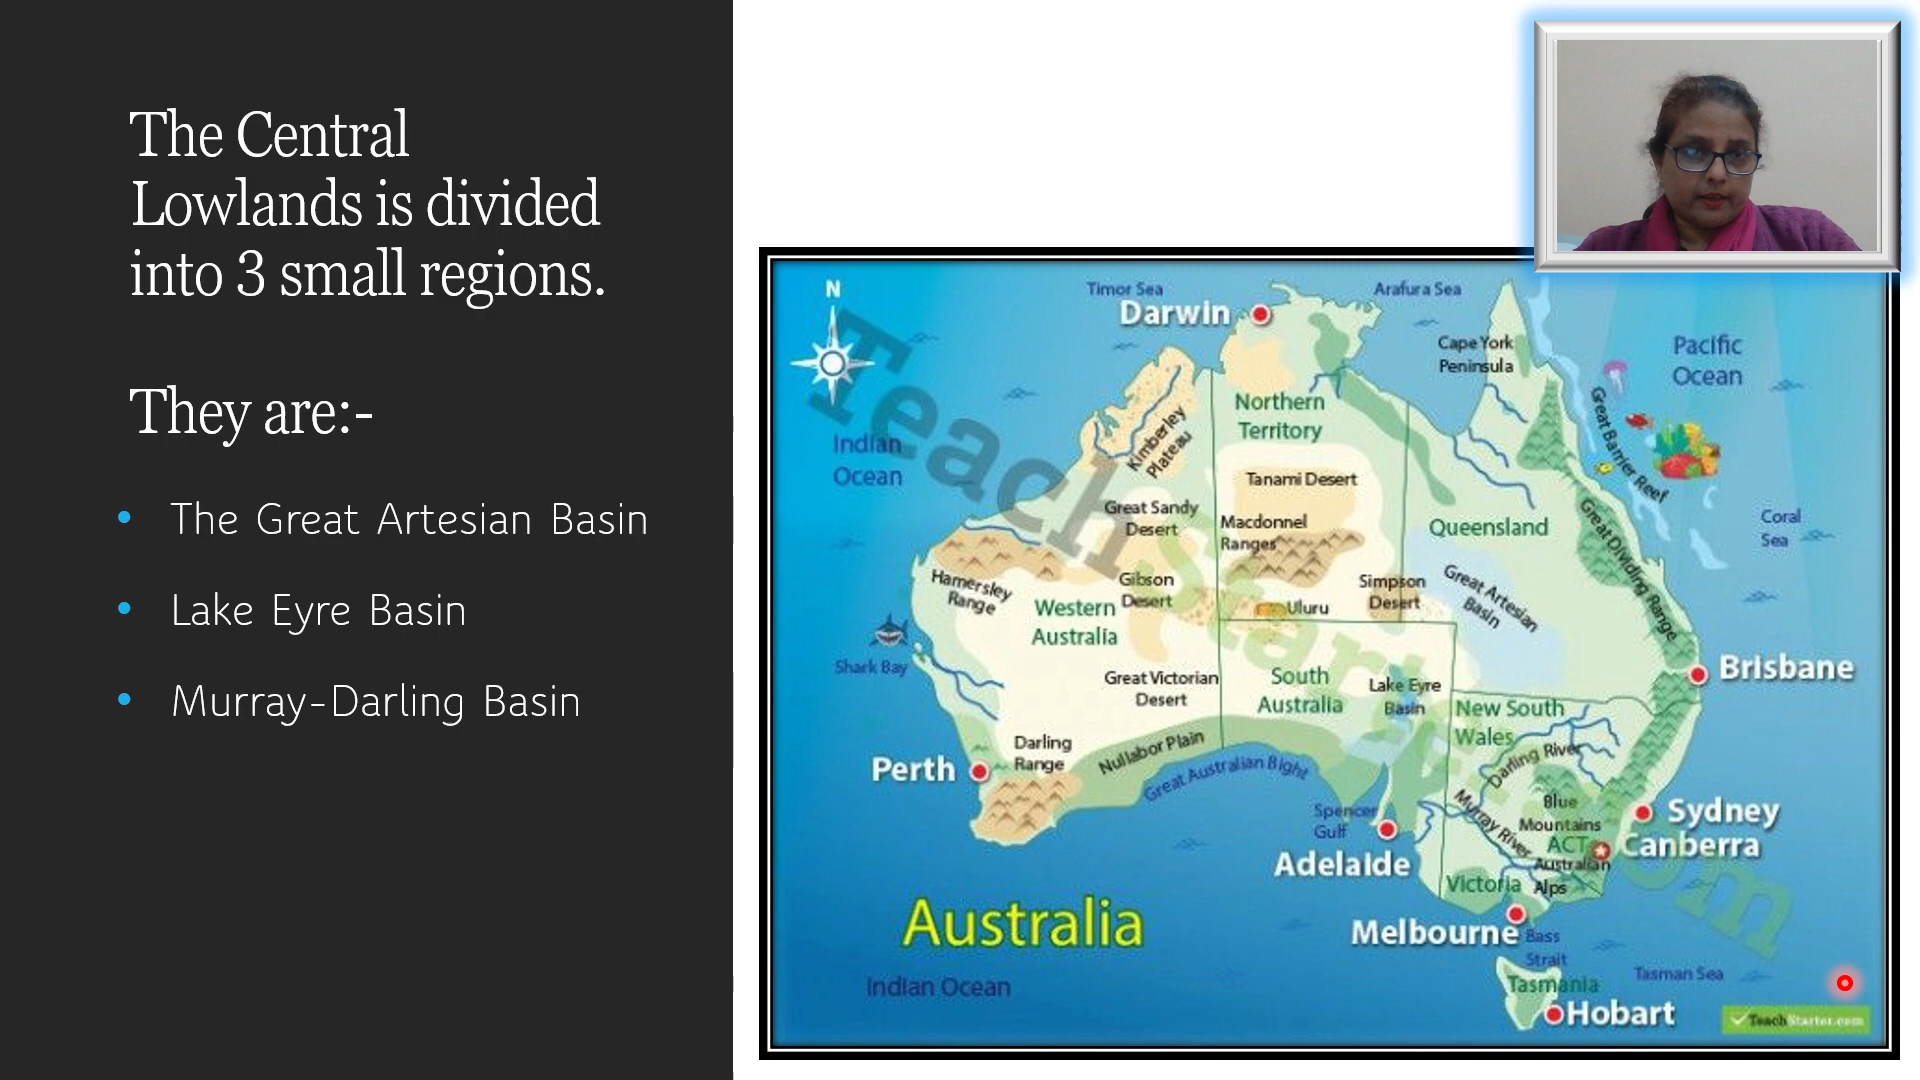 The Central
Lowlands is divided
into 3 small regions.
They are:-
• The Great Artesian Basin
• Lake Eyre Basin
• Murray-Darling Basin
N
Timor Sea
Arafura Sea
Darwin
Cape York
Peninsula
Pacific
Ocean
Indian
Ocean
Kimberley
Plateau
Northern
Territory
Great Barrier Reef
Tanami Desert
Great Sandy
Desert
Macdonnel
Ranges
Queensland
Coral
Sea
Great Dividing Range
Hamersley
Range
Gibson
Desert
Western
Australia
Uluru
Simpson
Desert
Great Artesian
Basin
Shark Bay
Great Victorian
Desert
South
Australia
Lake Eyre
Basin
Brisbane
New South
Wales
Darling River
Perth
Darling
Range
Nullabor Plain
Great Australian Bight
Spencer
Gulf
Murray River
Blue
Mountains
Sydney
ACT
Canberra
Adelaide
Australian
Alps
Victoria
Melbourne
Bass
Strait
Australia
Indian Ocean
Tasmania
Tasman Sea
Hobart
TeachStarter.com
TeachStarter.com